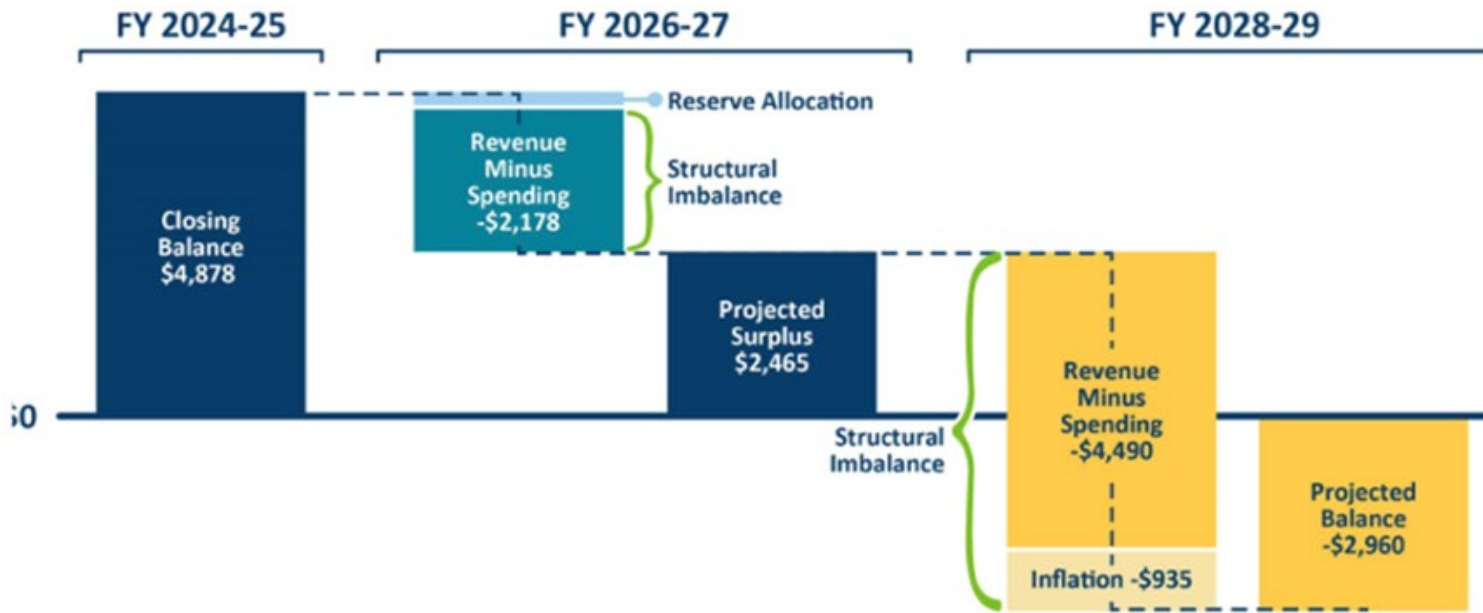 FY 2024-25
FY 2026-27
FY 2028-29
Closing
Balance
$4,878
Reserve Allocation
Revenue
Minus
Spending
-$2,178
Structural
Imbalance
Projected
Surplus
$2,465
Structural
Imbalance
Revenue
Minus
Spending
-$4,490
Inflation -$935
Projected
Balance
-$2,960